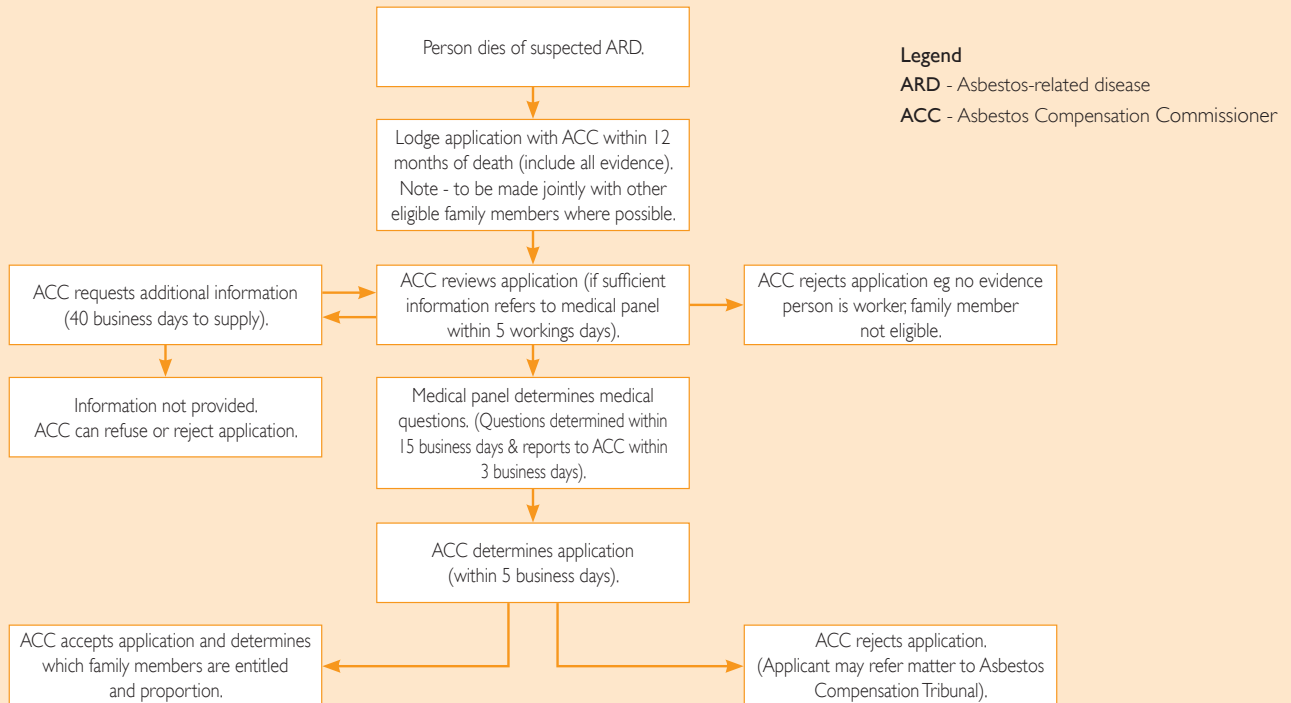 Person dies of suspected ARD.
Legend
ARD - Asbestos-related disease
ACC - Asbestos Compensation Commissioner
Lodge application with ACC within 12
months of death (include all evidence).
Note - to be made jointly with other
eligible family members where possible.
ACC requests additional information
(40 business days to supply).
ACC reviews application (if sufficient
information refers to medical panel
within 5 workings days).
ACC rejects application eg no evidence
person is worker, family member
not eligible.
Information not provided.
ACC can refuse or reject application.
Medical panel determines medical
questions. (Questions determined within
15 business days & reports to ACC within
3 business days).
ACC determines application
(within 5 business days).
ACC accepts application and determines
which family members are entitled
and proportion.
ACC rejects application.
(Applicant may refer matter to Asbestos
Compensation Tribunal).